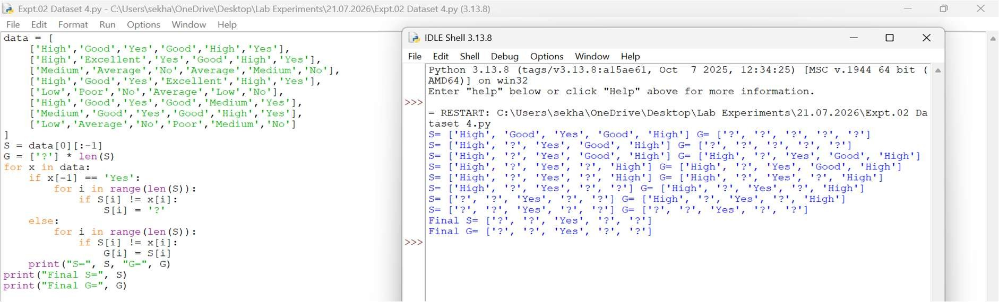 Expt.02 Dataset 4.py - C:\Users\sekha\OneDrive\Desktop\Lab Experiments\21.07.2026\Expt.02 Dataset 4.py (3.13.8)
File Edit Format Run Options Window Help
data = [
    ['High','Good','Yes','Good','High','Yes'],
    ['High','Excellent','Yes','Good','High','Yes'],
    ['Medium','Average','No','Average','Medium','No'],
    ['High','Good','Yes','Excellent','High','Yes'],
    ['Low','Poor','No','Average','Low','No'],
    ['High','Good','Yes','Good','Medium','Yes'],
    ['Medium','Good','Yes','Good','High','Yes'],
    ['Low','Average','No','Poor','Medium','No']
]
S = data[0][:-1]
G = ['?'] * len(S)
for x in data:
    if x[-1] == 'Yes':
        for i in range(len(S)):
            if S[i] != x[i]:
                S[i] = '?'
    else:
        for i in range(len(S)):
            if S[i] != x[i]:
                G[i] = S[i]
    print("S=", S, "G=", G)
print("Final S=", S)
print("Final G=", G)
IDLE Shell 3.13.8
File Edit Shell Debug Options Window Help
Python 3.13.8 (tags/v3.13.8:a15ae61, Oct  7 2025, 12:34:25) [MSC v.1944 64 bit (
AMD64)] on win32
Enter "help" below or click "Help" above for more information.
>>>
= RESTART: C:\Users\sekha\OneDrive\Desktop\Lab Experiments\21.07.2026\Expt.02 Da
taset 4.py
S= ['High', 'Good', 'Yes', 'Good', 'High'] G= ['?', '?', '?', '?', '?']
S= ['High', '?', 'Yes', 'Good', 'High'] G= ['?', '?', '?', '?', '?']
S= ['High', '?', 'Yes', 'Good', 'High'] G= ['High', '?', 'Yes', 'Good', 'High']
S= ['High', '?', 'Yes', '?', 'High'] G= ['High', '?', 'Yes', 'Good', 'High']
S= ['High', '?', 'Yes', '?', 'High'] G= ['High', '?', 'Yes', '?', 'High']
S= ['High', '?', 'Yes', '?', '?'] G= ['High', '?', 'Yes', '?', 'High']
S= ['?', '?', 'Yes', '?', '?'] G= ['High', '?', 'Yes', '?', 'High']
S= ['?', '?', 'Yes', '?', '?'] G= ['?', '?', 'Yes', '?', '?']
Final S= ['?', '?', 'Yes', '?', '?']
Final G= ['?', '?', 'Yes', '?', '?']
>>>